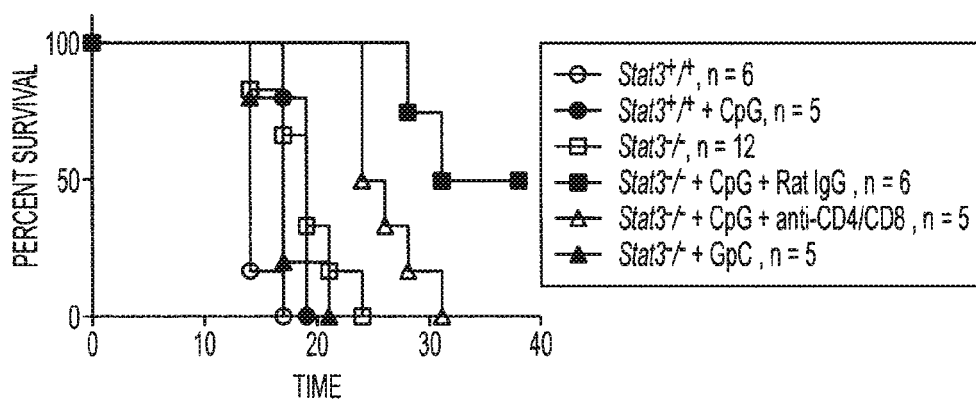 PERCENT SURVIVAL
100
50
0
0 10 20 30 40
TIME
Stat3+/+, n = 6
Stat3+/+ + CpG, n = 5
Stat3-/-, n = 12
Stat3-/- + CpG + Rat IgG , n = 6
Stat3-/- + CpG + anti-CD4/CD8 , n = 5
Stat3-/- + GpC , n = 5